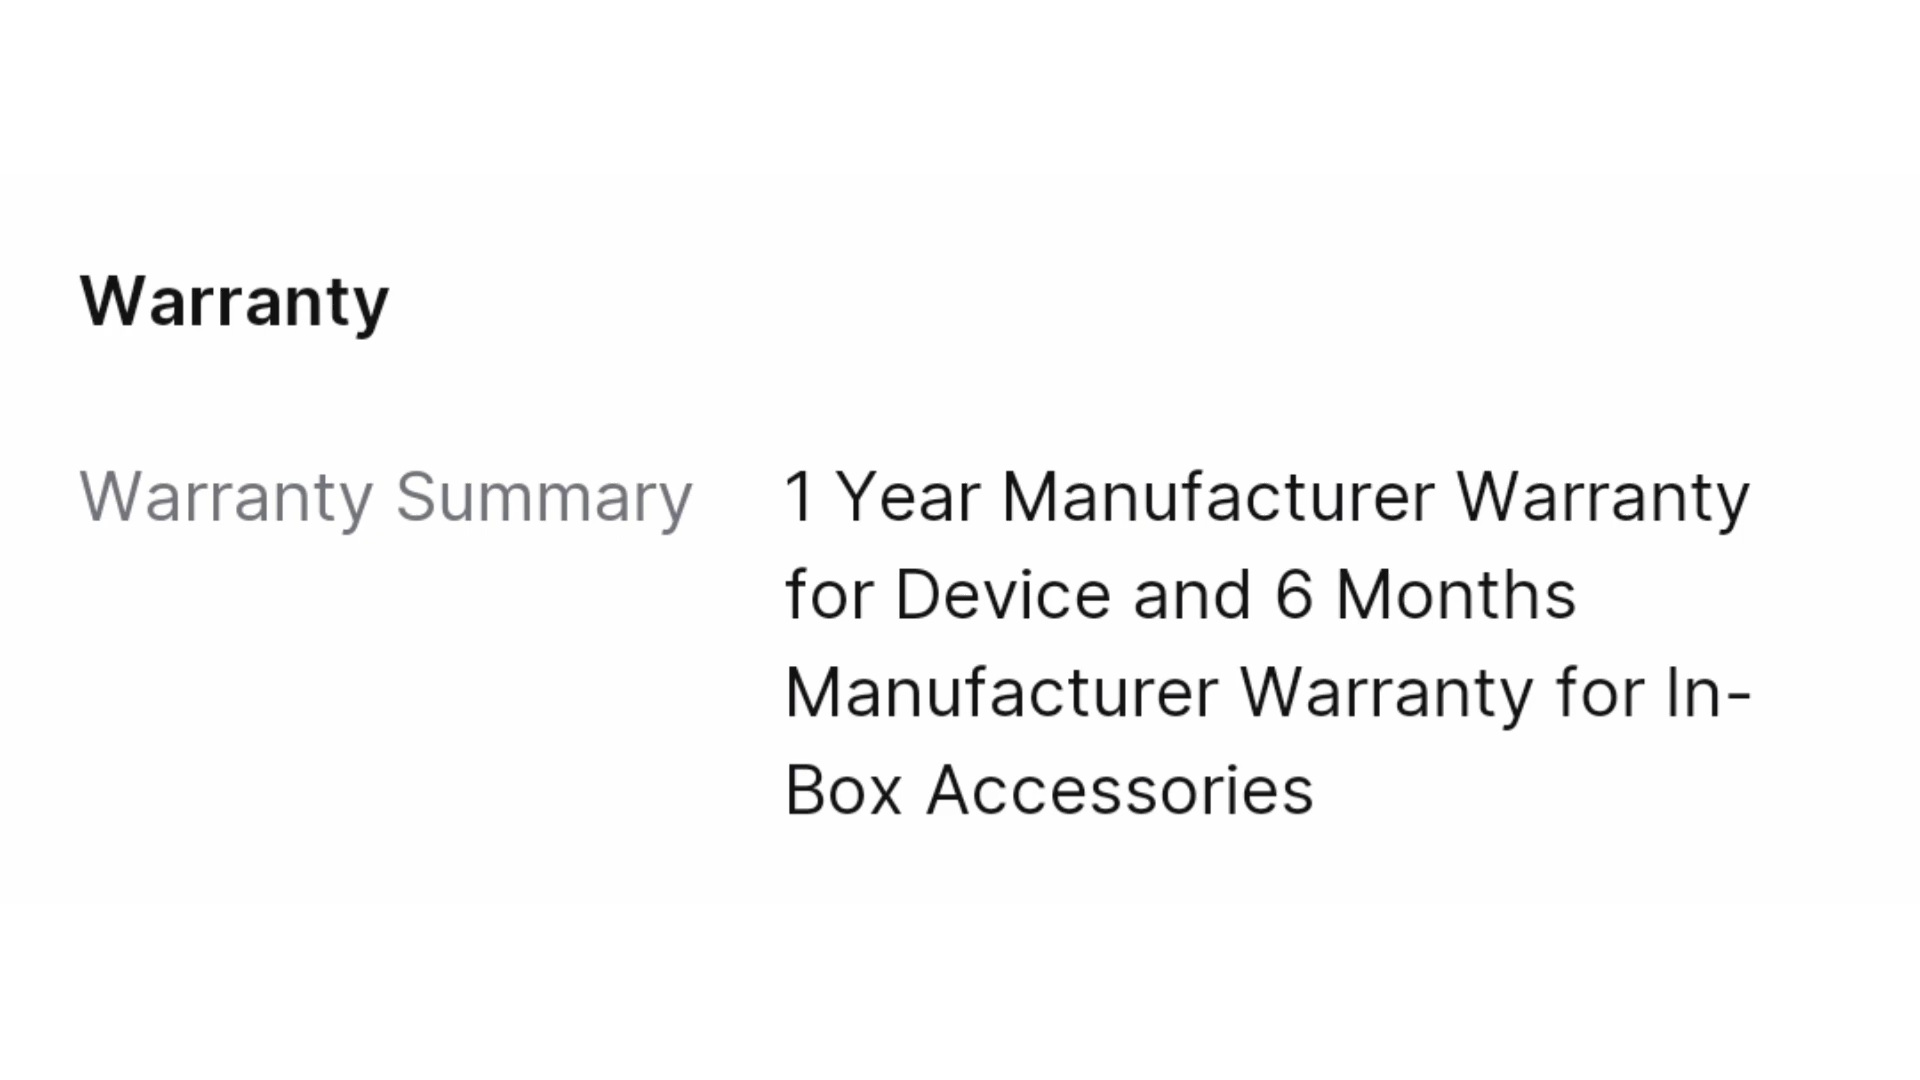 Warranty
Warranty Summary
1 Year Manufacturer Warranty
for Device and 6 Months
Manufacturer Warranty for In-
Box Accessories